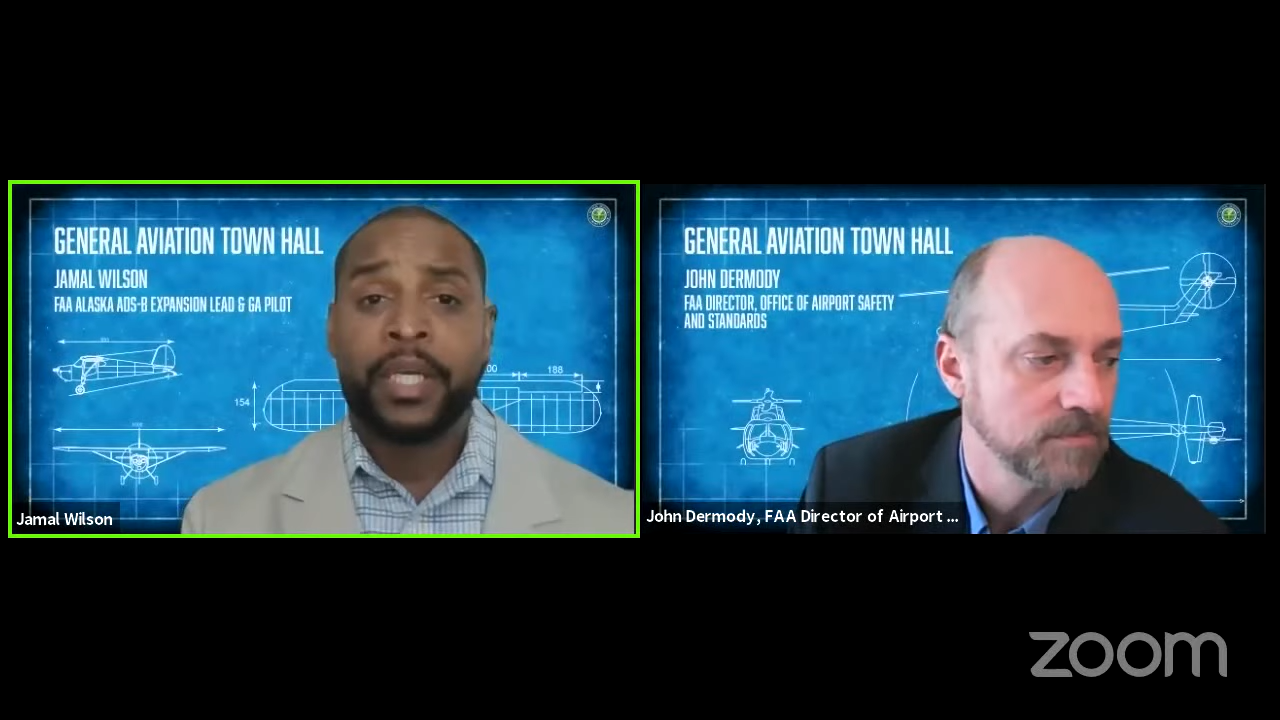 GENERAL AVIATION TOWN HALL
JAMAL WILSON
FAA ALASKA ADS-B EXPANSION LEAD & GA PILOT
188
154
Jamal Wilson
GENERAL AVIATION TOWN HALL
JOHN DERMODY
FAA DIRECTOR, OFFICE OF AIRPORT SAFETY
AND STANDARDS
John Dermody, FAA Director of Airport ...
zoom